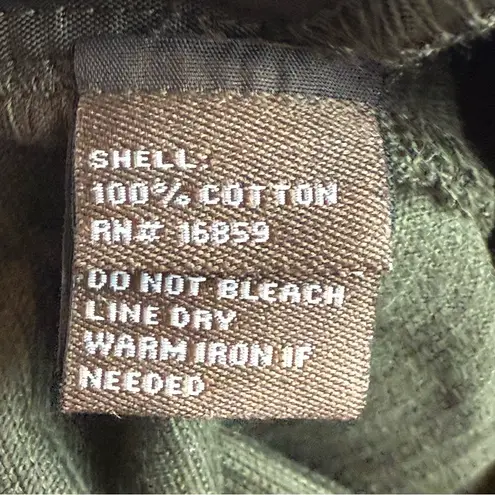 SHELL:
100% COTTON
RN# 16859
DO NOT BLEACH
LINE DRY
WARM IRON IF
NEEDED